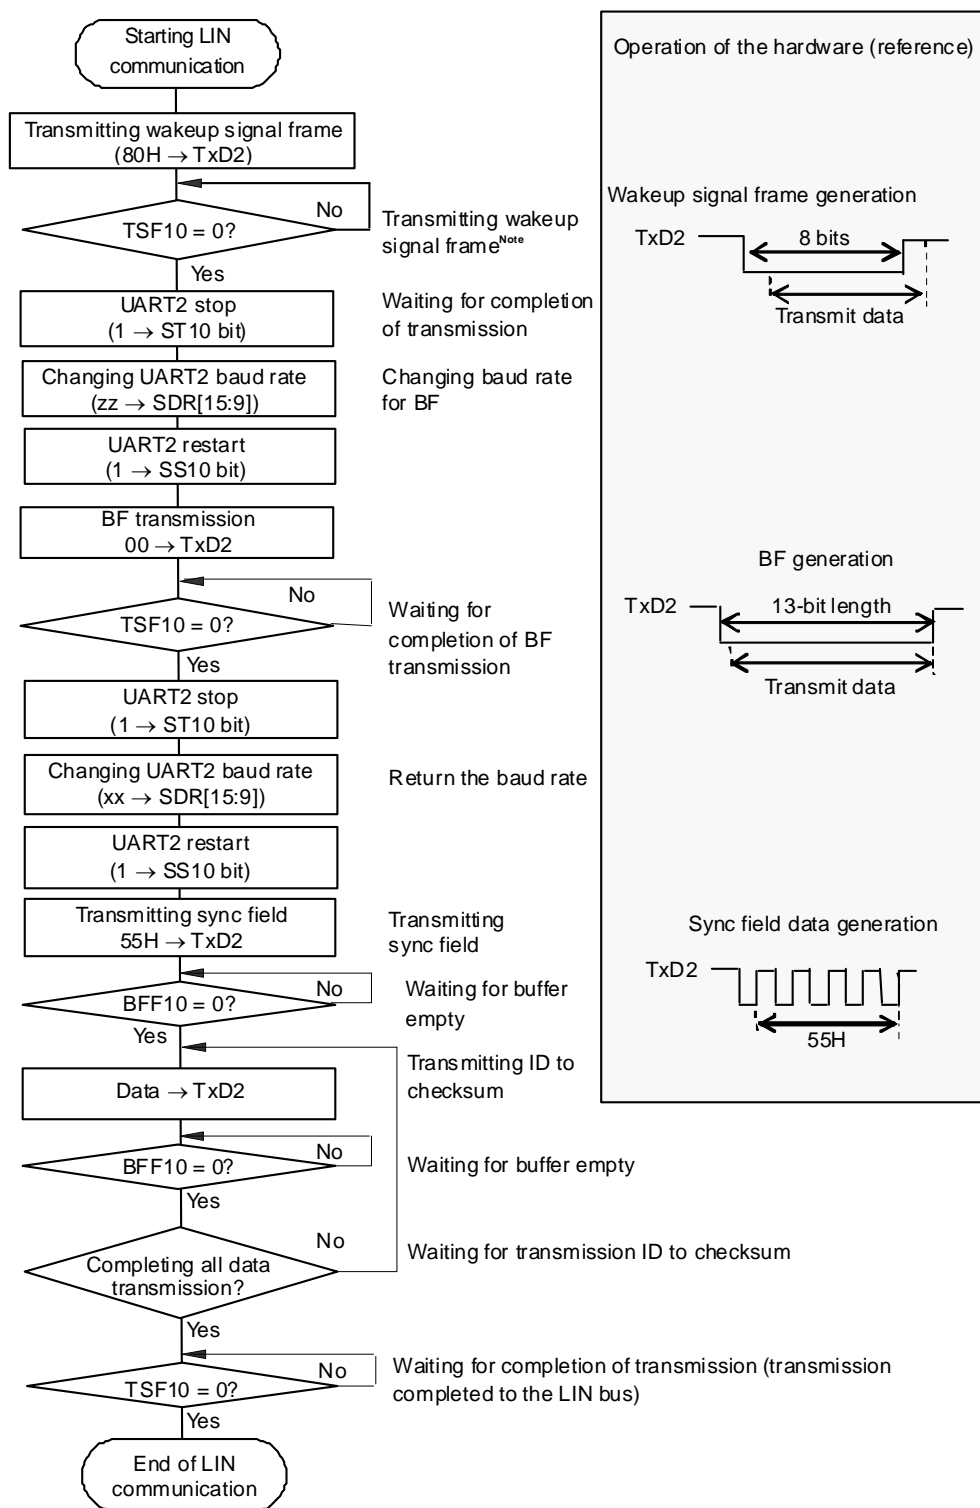 Starting LIN
communication
Transmitting wakeup signal frame
(80H → TxD2)
No
TSF10 = 0?
Transmitting wakeup
signal frameNote
Yes
UART2 stop
(1 → ST10 bit)
Waiting for completion
of transmission
Changing UART2 baud rate
(zz → SDR[15:9])
Changing baud rate
for BF
UART2 restart
(1 → SS10 bit)
BF transmission
00 → TxD2
No
TSF10 = 0?
Waiting for
completion of BF
transmission
Yes
UART2 stop
(1 → ST10 bit)
Changing UART2 baud rate
(xx → SDR[15:9])
Return the baud rate
UART2 restart
(1 → SS10 bit)
Transmitting sync field
55H → TxD2
Transmitting
sync field
No
BFF10 = 0?
Waiting for buffer
empty
Yes
Data → TxD2
Transmitting ID to
checksum
No
BFF10 = 0?
Waiting for buffer empty
Yes
No
Completing all data
transmission?
Waiting for transmission ID to checksum
Yes
No
TSF10 = 0?
Waiting for completion of transmission (transmission
completed to the LIN bus)
Yes
End of LIN
communication
Operation of the hardware (reference)
Wakeup signal frame generation
TxD2
8 bits
Transmit data
BF generation
TxD2
13-bit length
Transmit data
Sync field data generation
TxD2
55H